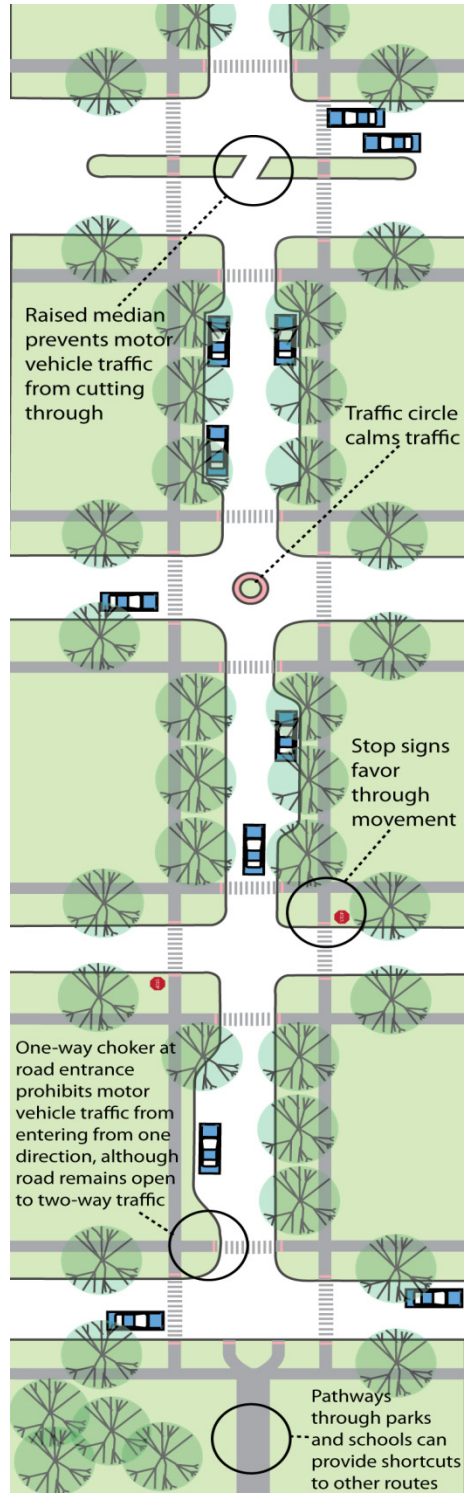 Raised median
prevents motor
vehicle traffic
from cutting
through
Traffic circle
calms traffic
Stop signs
favor
through
movement
One-way choker at
road entrance
prohibits motor
vehicle traffic from
entering from one
direction, although
road remains open
to two-way traffic
Pathways
through parks
and schools can
provide shortcuts
to other routes